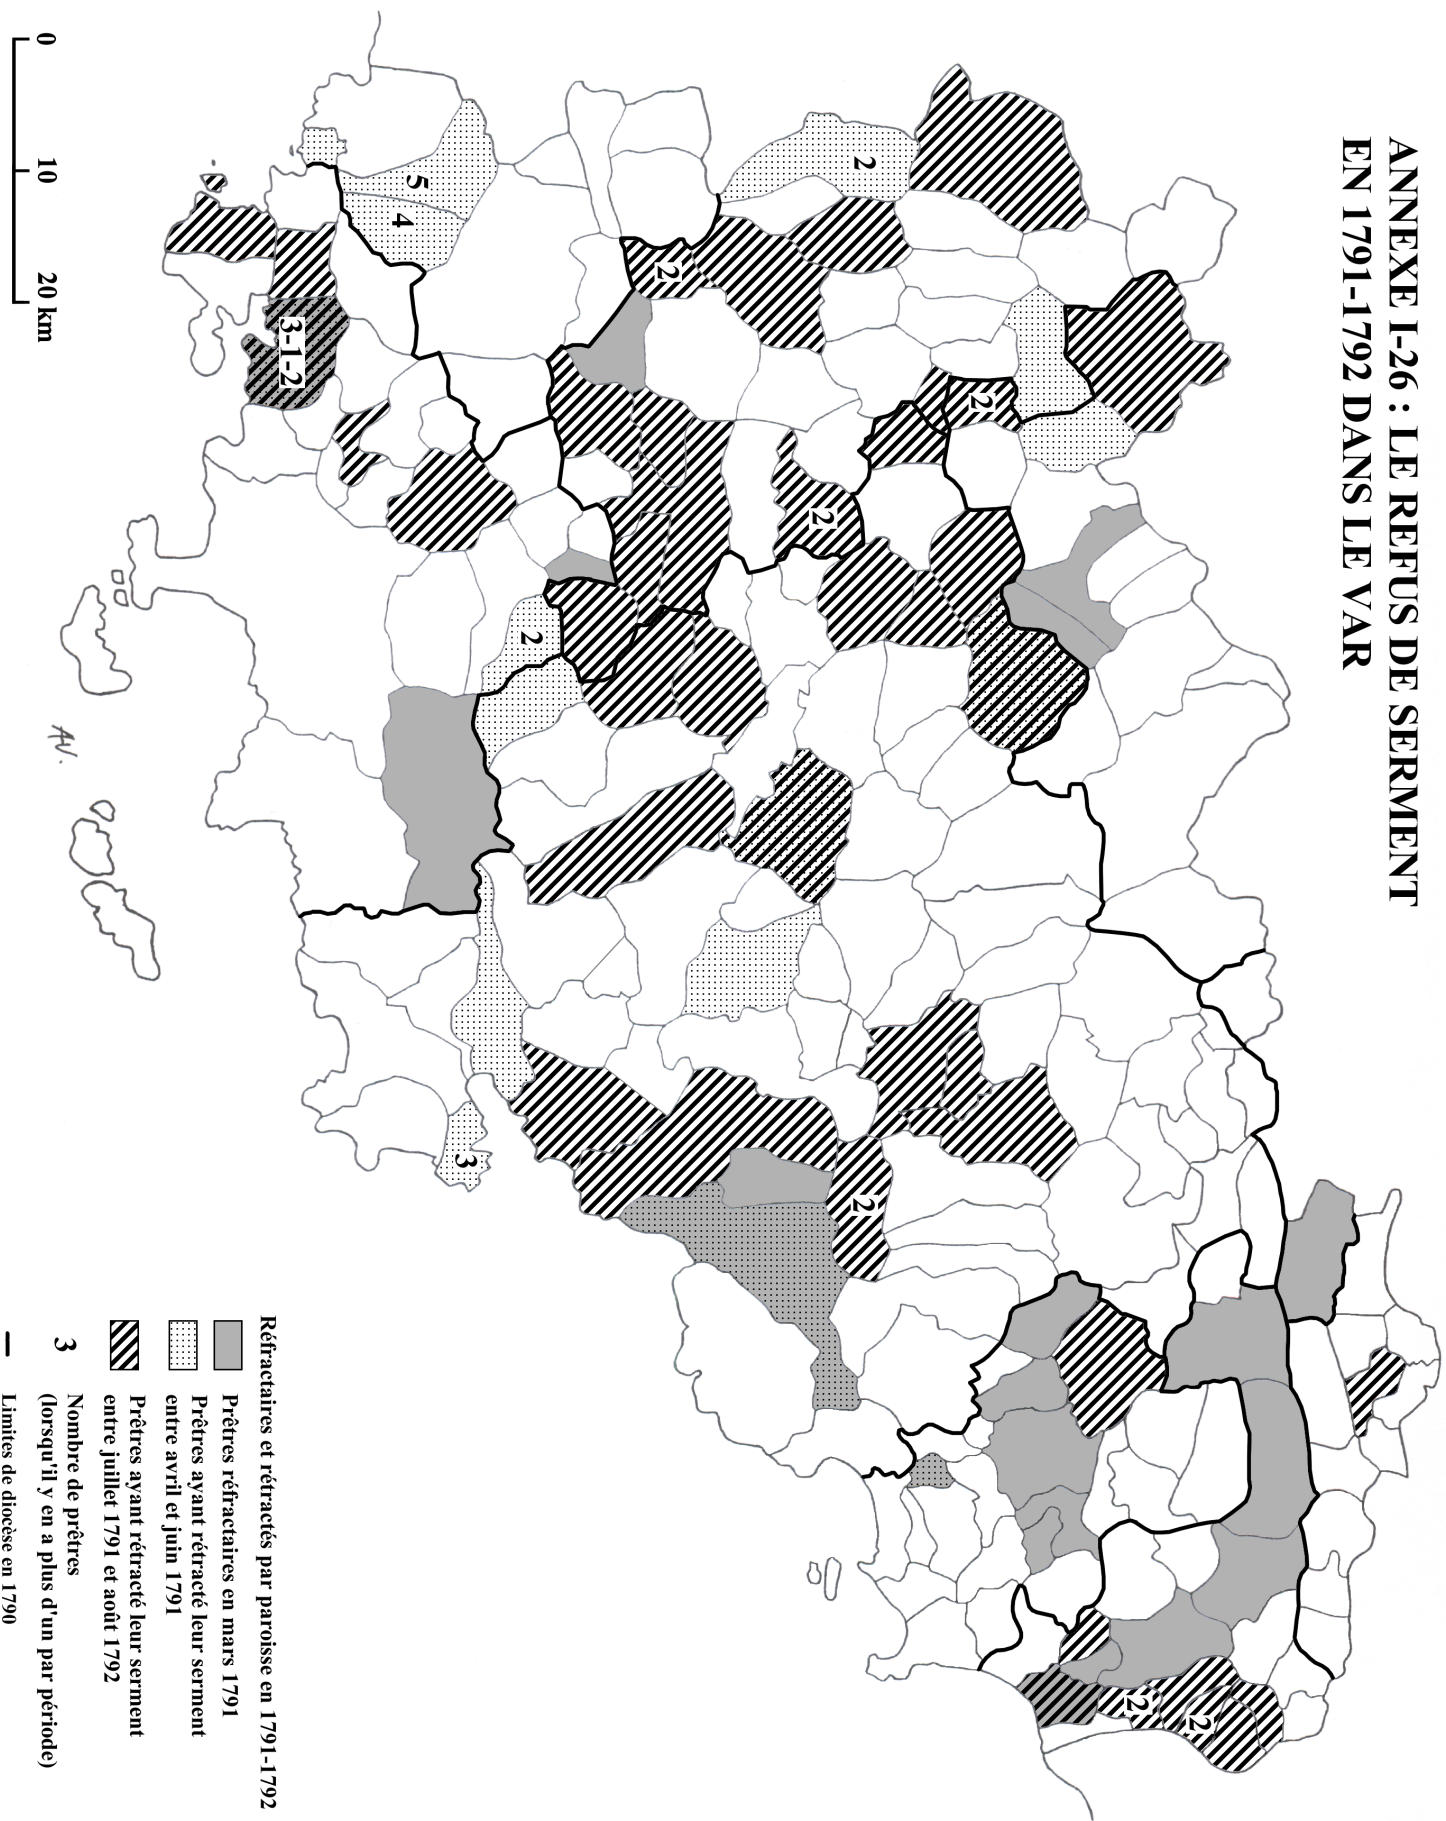 ANNEXE I-26 : LE REFUS DE SERMENT
EN 1791-1792 DANS LE VAR
2
5
4
2
2
3-1-2
2
2
3
2
2
2
0
10
20 km
AV.
Réfractaires et rétractés par paroisse en 1791-1792
Prêtres réfractaires en mars 1791
Prêtres ayant rétracté leur serment
entre avril et juin 1791
Prêtres ayant rétracté leur serment
entre juillet 1791 et août 1792
3
Nombre de prêtres
(lorsqu'il y en a plus d'un par période)
Limites de diocèse en 1790